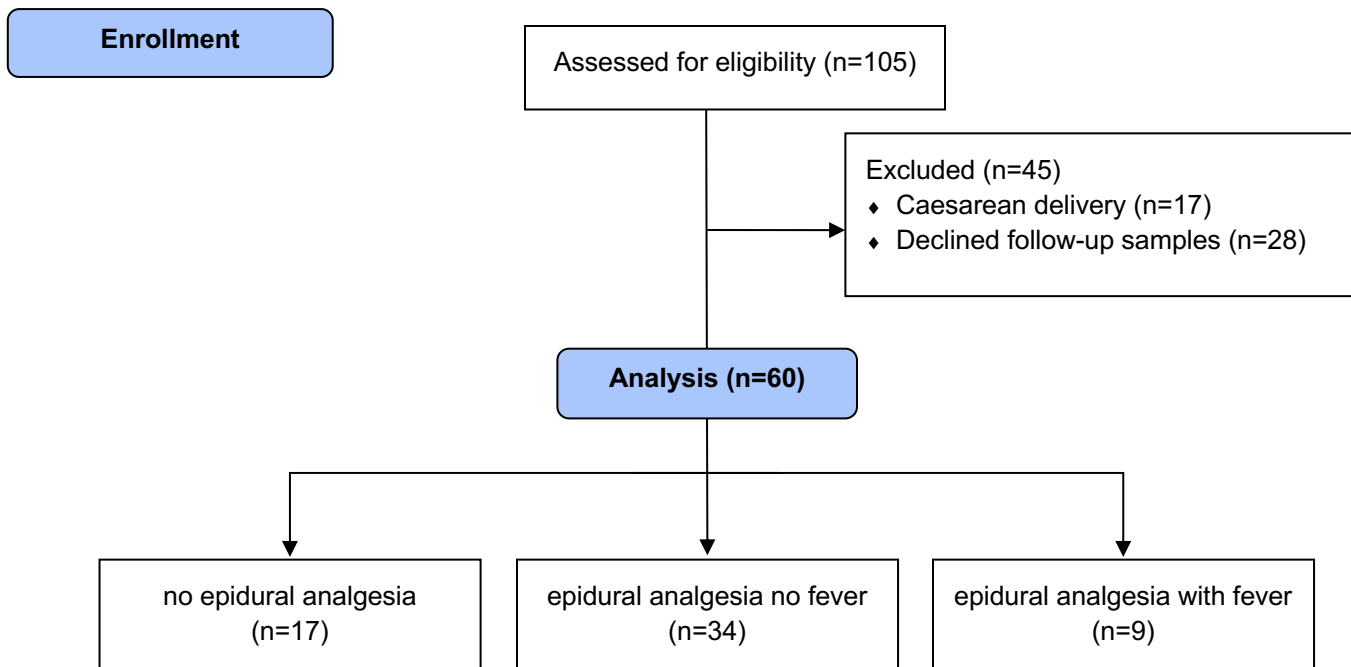 Enrollment
Assessed for eligibility (n=105)
Excluded (n=45)
♦ Caesarean delivery (n=17)
♦ Declined follow-up samples (n=28)
Analysis (n=60)
no epidural analgesia
(n=17)
epidural analgesia no fever
(n=34)
epidural analgesia with fever
(n=9)